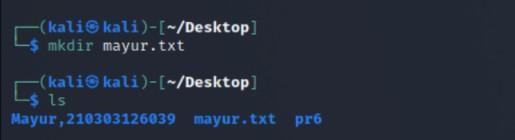 ┌──(kali㉿kali)-[~/Desktop]
└─$ mkdir mayur.txt
┌──(kali㉿kali)-[~/Desktop]
└─$ ls
Mayur,210303126039  mayur.txt  pr6